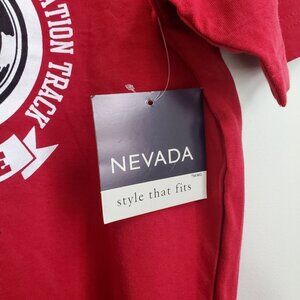 ATION TRACK
E
NEVADA
style that fits